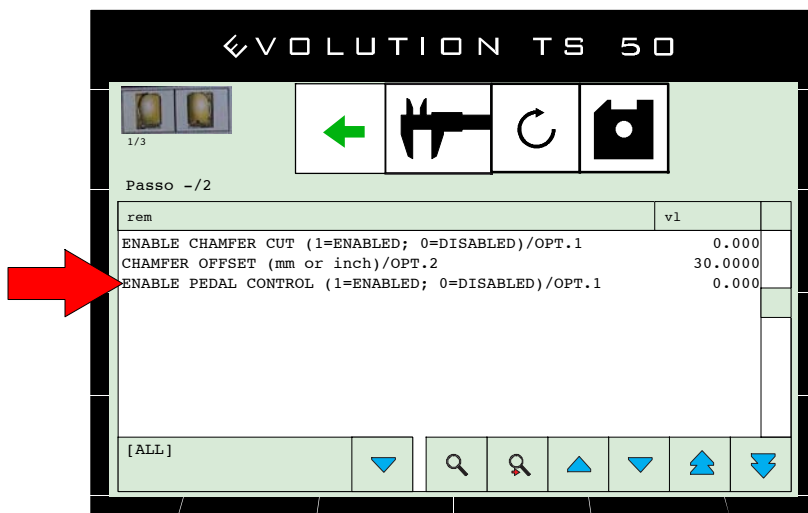 EVOLUTION TS 50
1/3
Passo -/2
rem vl
ENABLE CHAMFER CUT (1=ENABLED; 0=DISABLED)/OPT.1 0.000
CHAMFER OFFSET (mm or inch)/OPT.2 30.0000
ENABLE PEDAL CONTROL (1=ENABLED; 0=DISABLED)/OPT.1 0.000
[ALL]